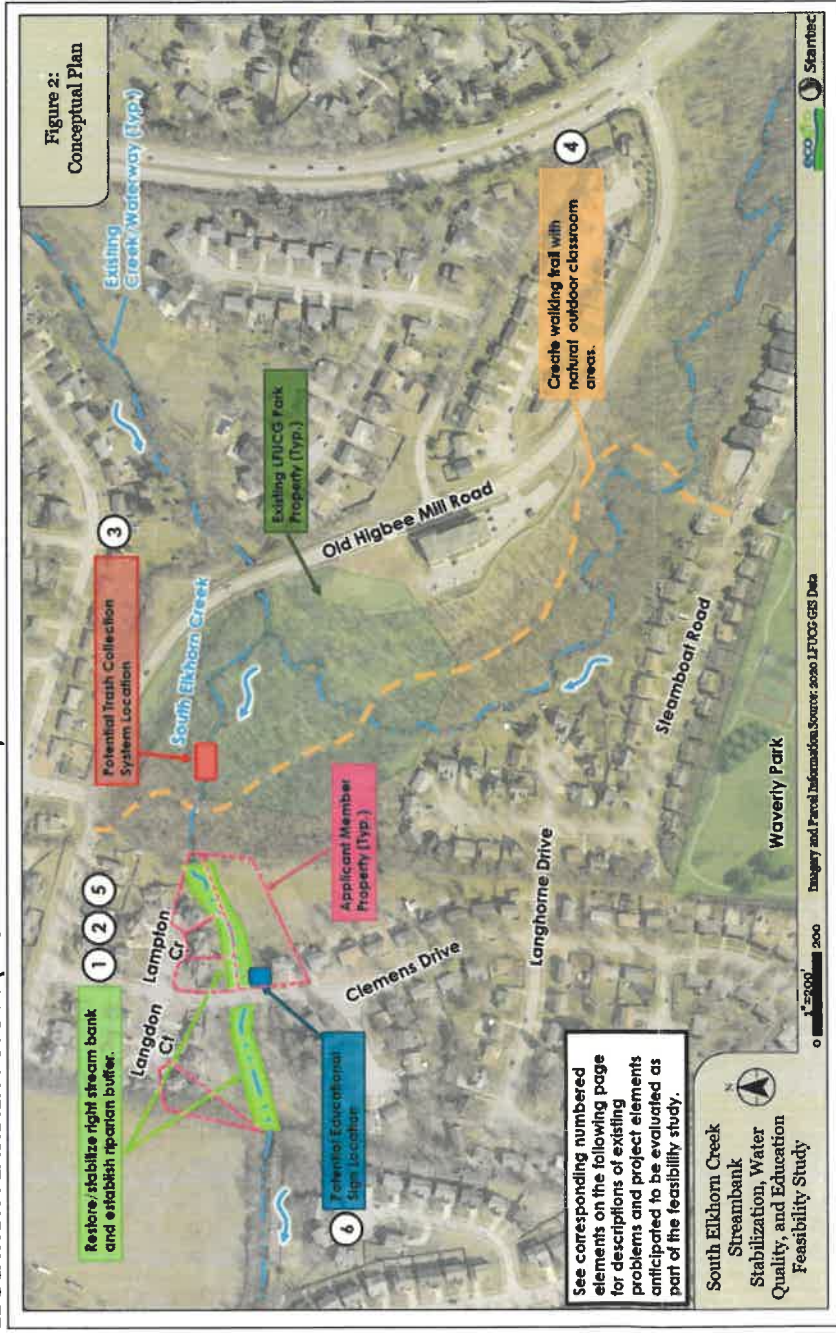 Figure 2:
Conceptual Plan
Existing
Creek/Waterway (Typ.)
Restore/stabilize right stream bank
and establish riparian buffer.
1
2
5
Potential Trash Collection
System Location
3
South Elkhorn Creek
Existing LFUCG Park
Property (Typ.)
Old Higbee Mill Road
Create walking trail with
natural outdoor classroom
areas.
4
Langdon
Ct
Lampton
Cr
Applicant Member
Property (Typ.)
Potential Educational
Sign Location
6
Clemens Drive
Langhorne Drive
Steamboat Road
Waverly Park
See corresponding numbered
elements on the following page
for descriptions of existing
problems and project elements
anticipated to be evaluated as
part of the feasibility study.
South Elkhorn Creek
Streambank
Stabilization, Water
Quality, and Education
Feasibility Study
N
0
1"=200'
200
Imagery and Parcel Information Source: 2020 LFUCG GIS Data
Stantec